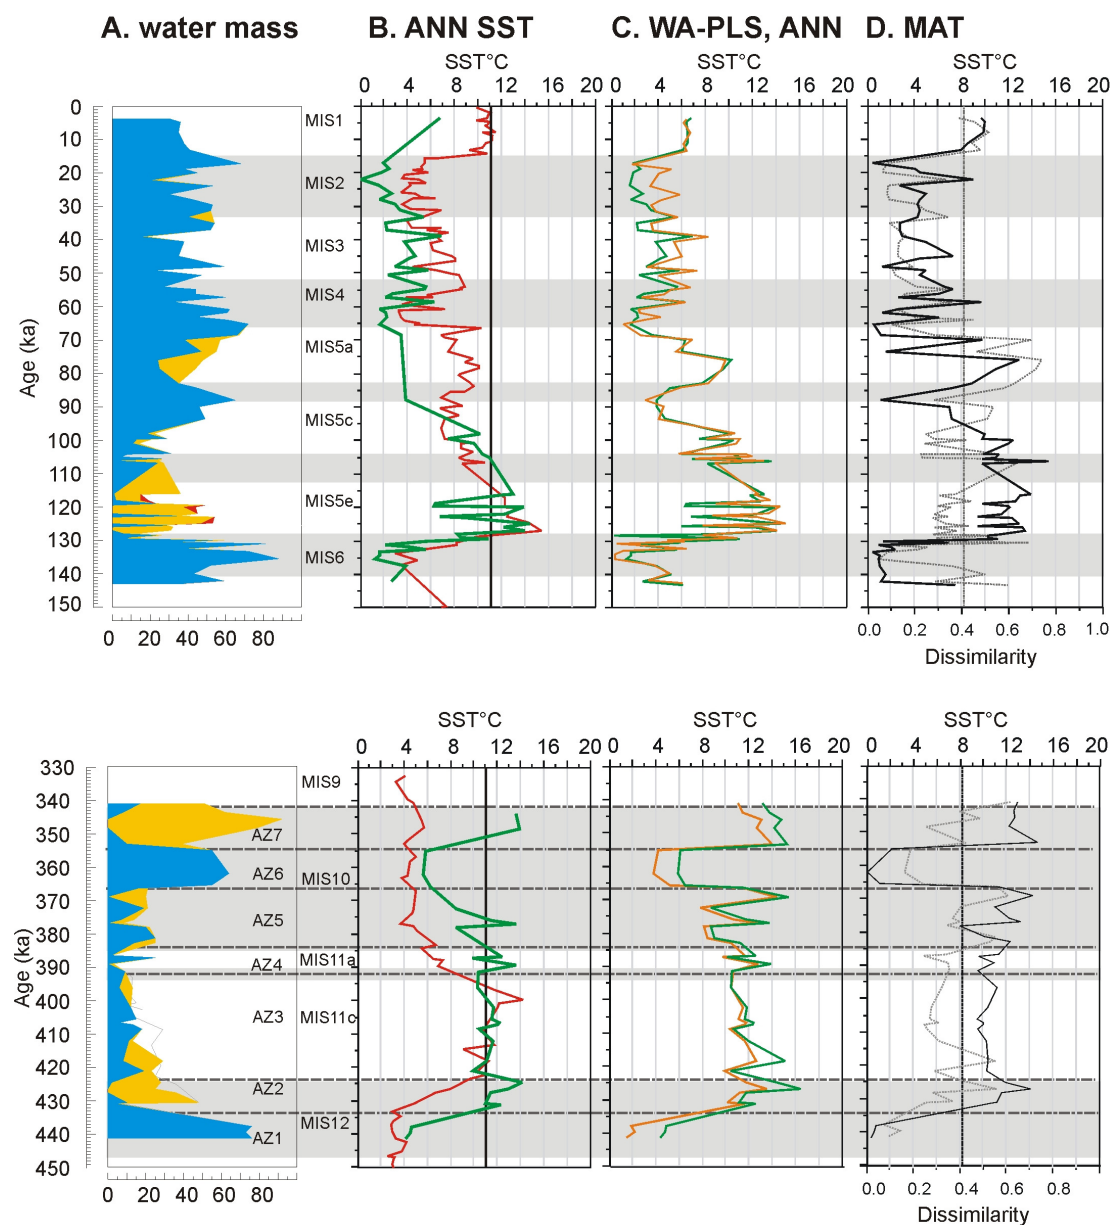 A. water mass B. ANN SST C. WA-PLS, ANN D. MAT
SST°C SST°C SST°C
0 4 8 12 16 20 0 4 8 12 16 20 0 4 8 12 16 20
Age (ka)
0
10
20
30
40
50
60
70
80
90
100
110
120
130
140
150
MIS1
MIS2
MIS3
MIS4
MIS5a
MIS5c
MIS5e
MIS6
0 20 40 60 80
0.0 0.2 0.4 0.6 0.8 1.0
Dissimilarity
SST°C SST°C SST°C
0 4 8 12 16 20 0 4 8 12 16 20 0 4 8 12 16 20
Age (ka)
330
340
350
360
370
380
390
400
410
420
430
440
450
MIS9
AZ7
AZ6 MIS10
AZ5
AZ4 MIS11a
AZ3 MIS11c
AZ2
MIS12
AZ1
0 20 40 60 80
0.0 0.2 0.4 0.6 0.8 1.0
Dissimilarity